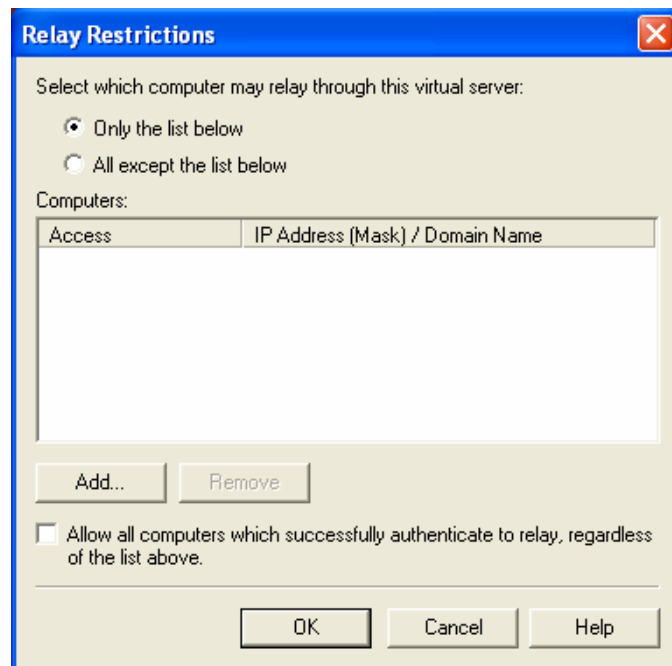 Relay Restrictions
Select which computer may relay through this virtual server:
Only the list below
All except the list below
Computers:
Access IP Address (Mask) / Domain Name
Add... Remove
Allow all computers which successfully authenticate to relay, regardless
of the list above.
OK Cancel Help